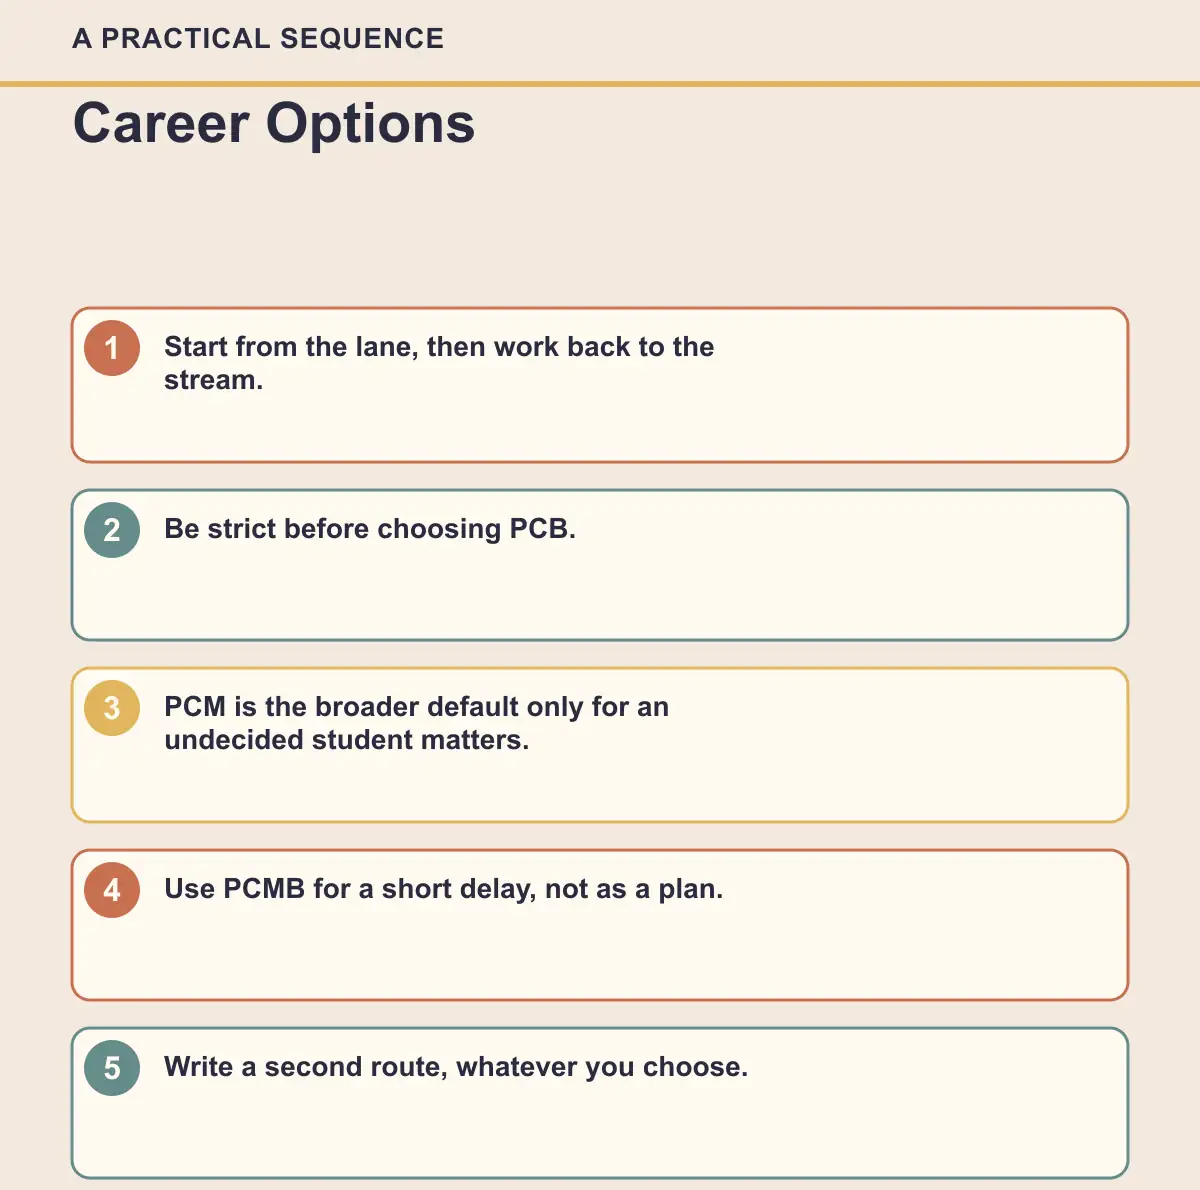 A PRACTICAL SEQUENCE
Career Options
1
Start from the lane, then work back to the
stream.
2
Be strict before choosing PCB.
3
PCM is the broader default only for an
undecided student matters.
4
Use PCMB for a short delay, not as a plan.
5
Write a second route, whatever you choose.